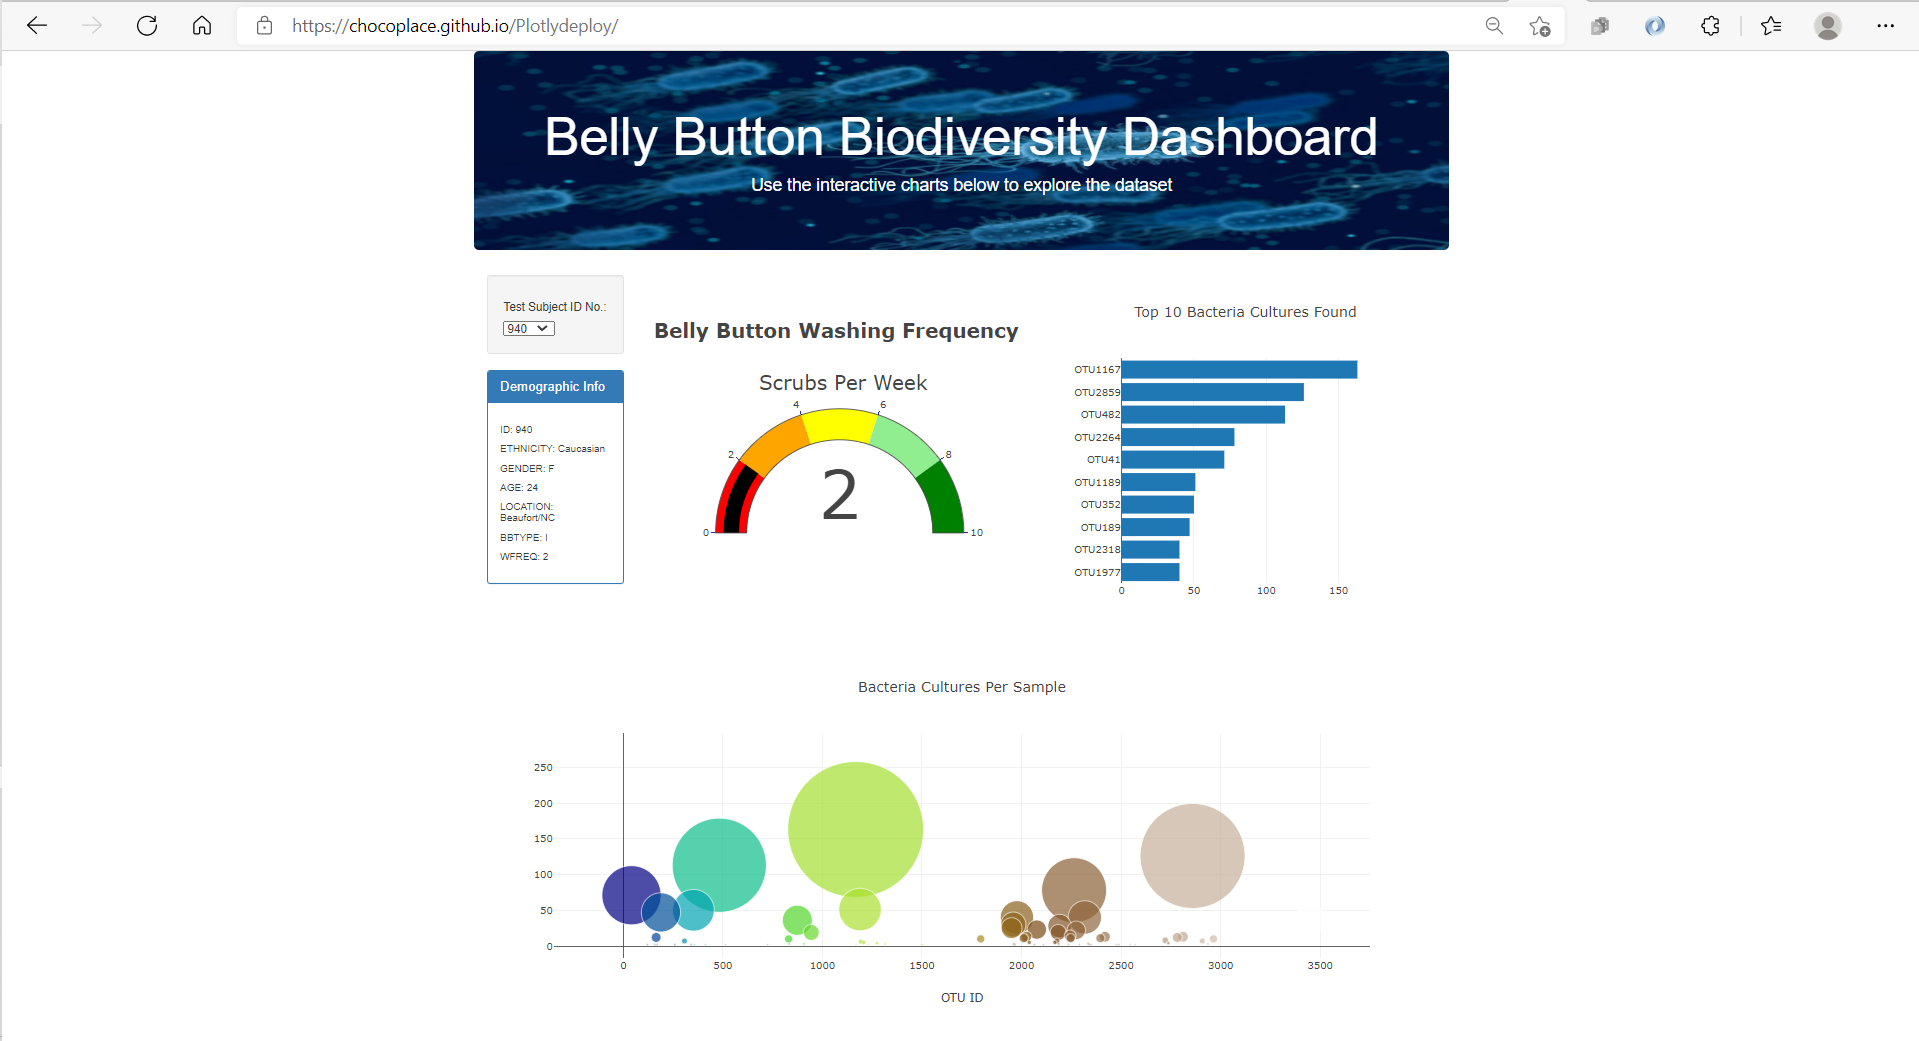 https://chocoplace.github.io/Plotlydeploy/
Belly Button Biodiversity Dashboard
Use the interactive charts below to explore the dataset
Test Subject ID No.:
940
Demographic Info
ID: 940
ETHNICITY: Caucasian
GENDER: F
AGE: 24
LOCATION:
Beaufort/NC
BBTYPE: I
WFREQ: 2
Belly Button Washing Frequency
Scrubs Per Week
0
2
4
6
8
10
2
Top 10 Bacteria Cultures Found
OTU1167
OTU2859
OTU482
OTU2264
OTU41
OTU1189
OTU352
OTU189
OTU2318
OTU1977
0 50 100 150
Bacteria Cultures Per Sample
250
200
150
100
50
0
0 500 1000 1500 2000 2500 3000 3500
OTU ID